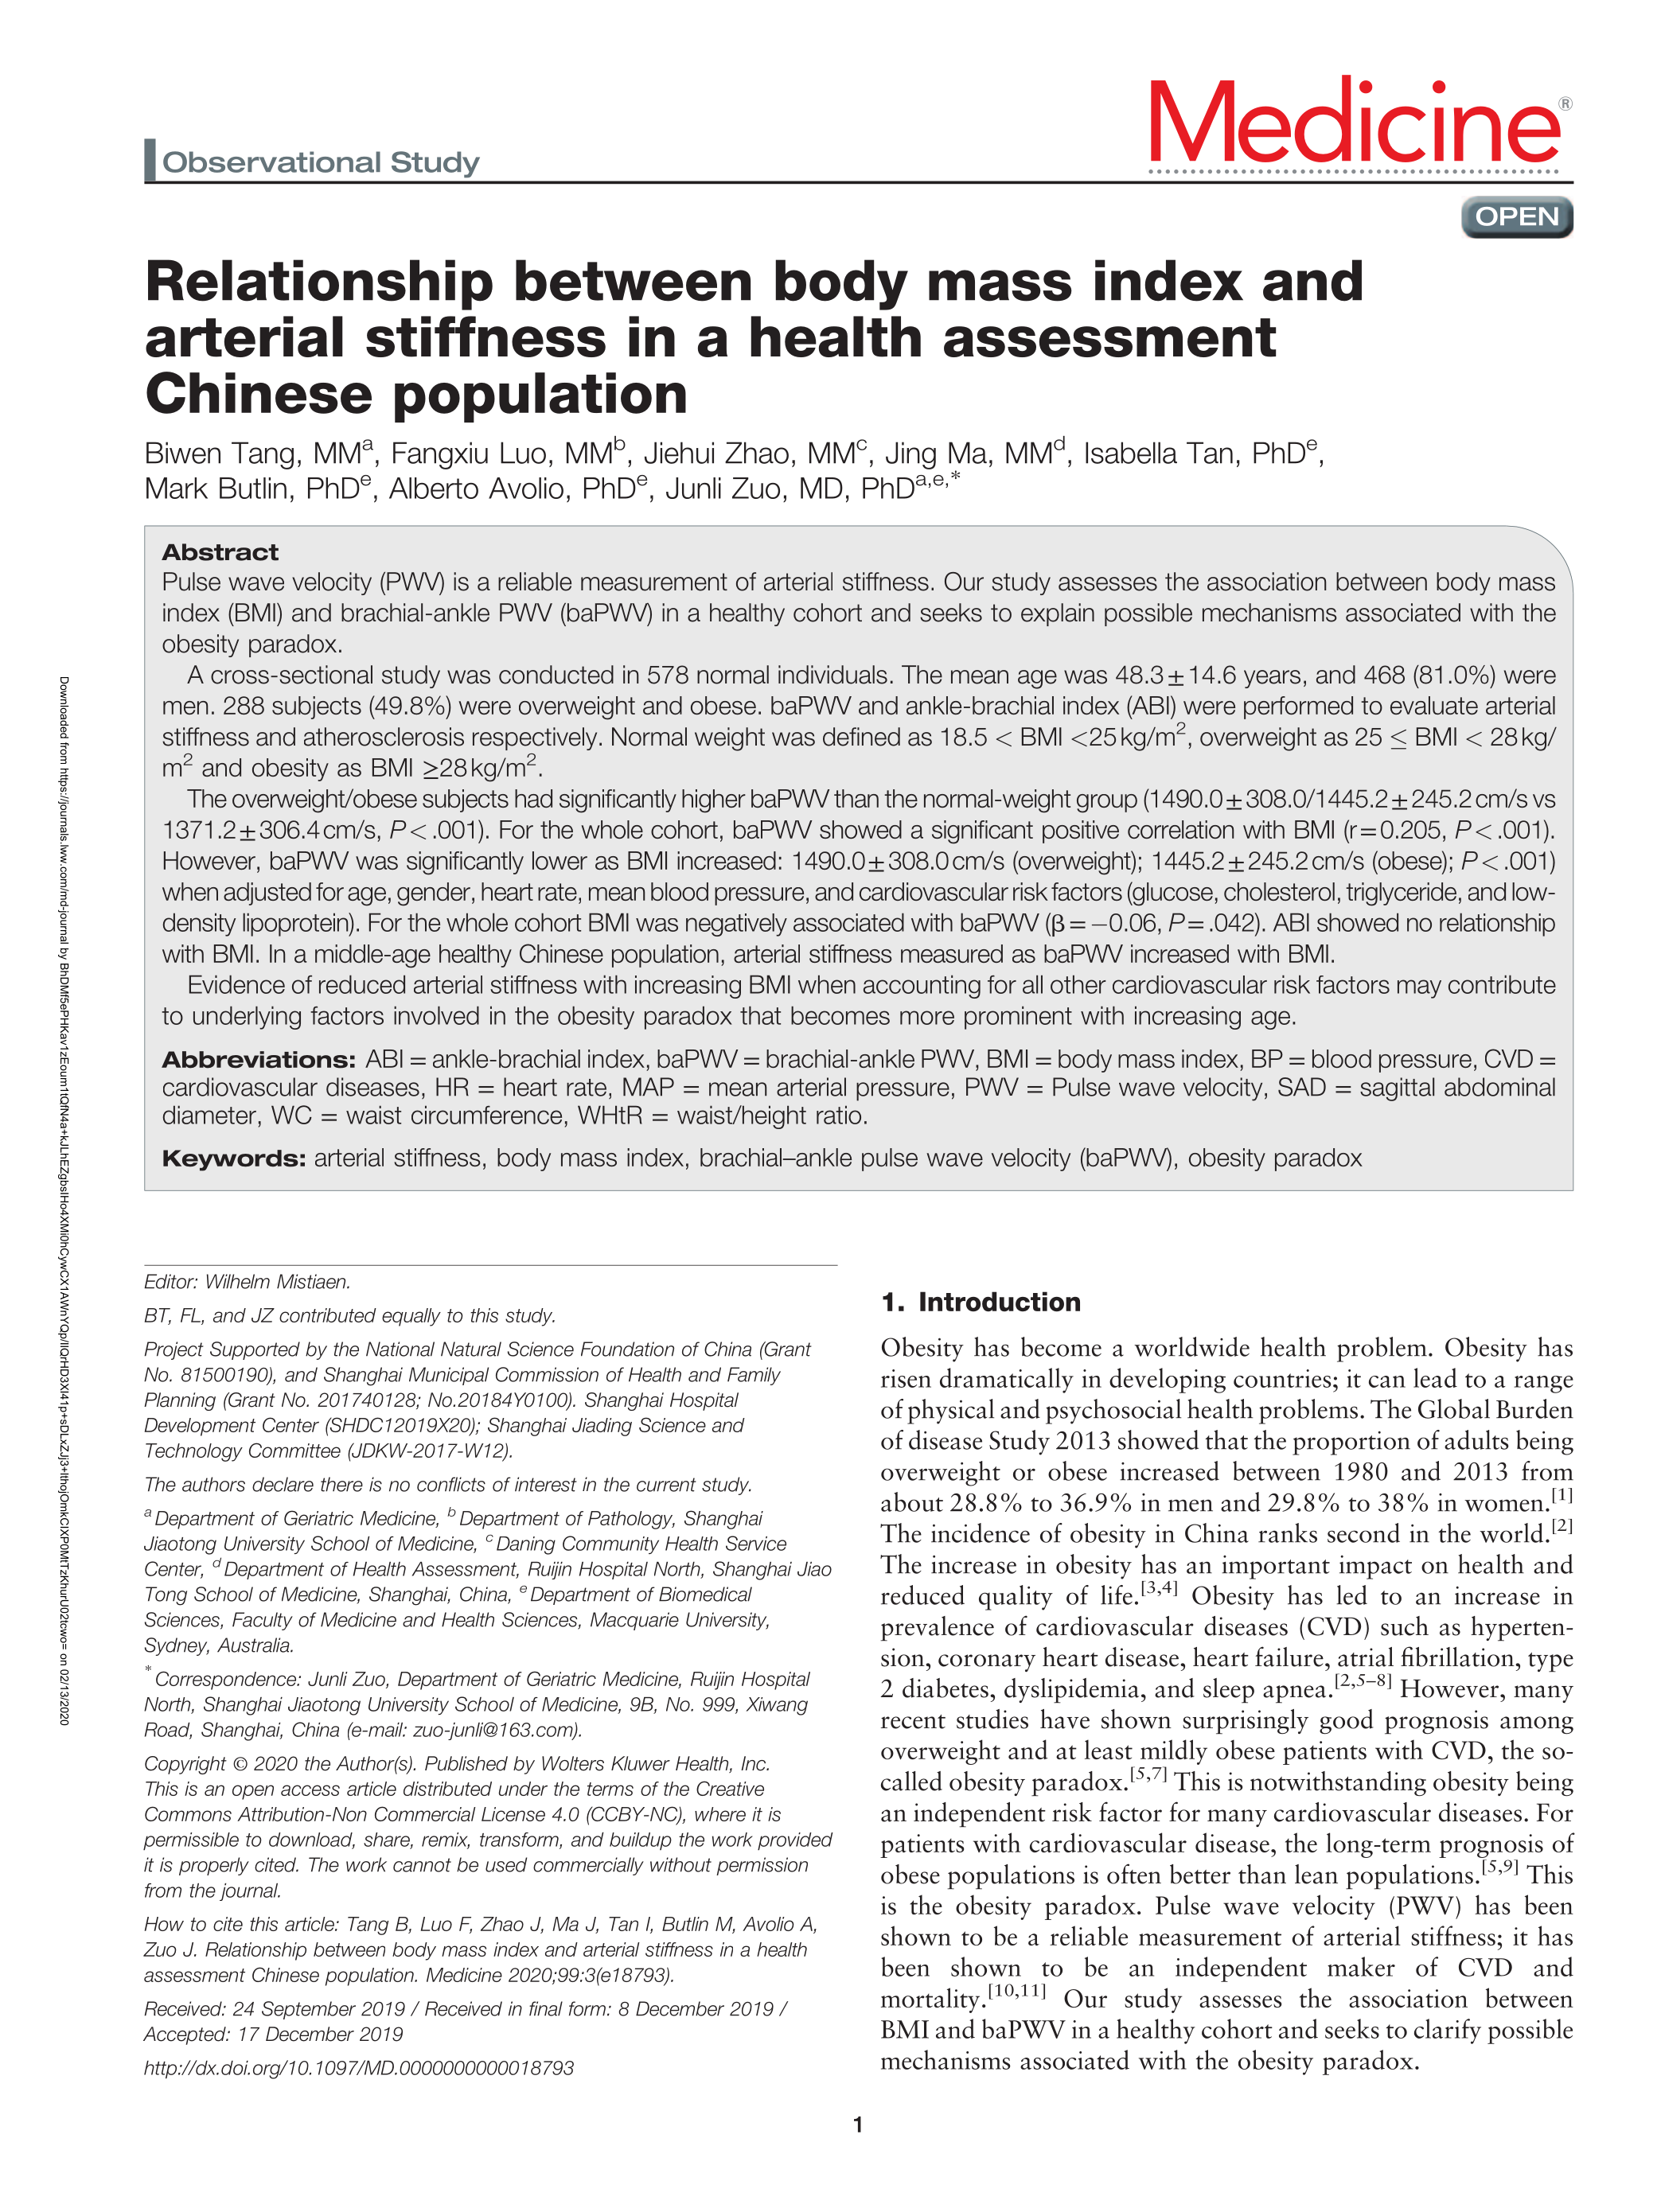 Observational Study
Medicine®
OPEN
Relationship between body mass index and
arterial stiffness in a health assessment
Chinese population
Biwen Tang, MMa, Fangxiu Luo, MMb, Jiehui Zhao, MMc, Jing Ma, MMd, Isabella Tan, PhDe,
Mark Butlin, PhDe, Alberto Avolio, PhDe, Junli Zuo, MD, PhDa,e,*
Abstract
Pulse wave velocity (PWV) is a reliable measurement of arterial stiffness. Our study assesses the association between body mass
index (BMI) and brachial-ankle PWV (baPWV) in a healthy cohort and seeks to explain possible mechanisms associated with the
obesity paradox.
A cross-sectional study was conducted in 578 normal individuals. The mean age was 48.3±14.6 years, and 468 (81.0%) were
men. 288 subjects (49.8%) were overweight and obese. baPWV and ankle-brachial index (ABI) were performed to evaluate arterial
stiffness and atherosclerosis respectively. Normal weight was defined as 18.5 < BMI <25 kg/m², overweight as 25 ≤ BMI < 28 kg/
m² and obesity as BMI ≥28 kg/m².
The overweight/obese subjects had significantly higher baPWV than the normal-weight group (1490.0±308.0/1445.2±245.2 cm/s vs
1371.2±306.4 cm/s, P<.001). For the whole cohort, baPWV showed a significant positive correlation with BMI (r=0.205, P<.001).
However, baPWV was significantly lower as BMI increased: 1490.0±308.0 cm/s (overweight); 1445.2±245.2 cm/s (obese); P<.001)
when adjusted for age, gender, heart rate, mean blood pressure, and cardiovascular risk factors (glucose, cholesterol, triglyceride, and low-
density lipoprotein). For the whole cohort BMI was negatively associated with baPWV (β=−0.06, P=.042). ABI showed no relationship
with BMI. In a middle-age healthy Chinese population, arterial stiffness measured as baPWV increased with BMI.
Evidence of reduced arterial stiffness with increasing BMI when accounting for all other cardiovascular risk factors may contribute
to underlying factors involved in the obesity paradox that becomes more prominent with increasing age.
Abbreviations: ABI = ankle-brachial index, baPWV = brachial-ankle PWV, BMI = body mass index, BP = blood pressure, CVD =
cardiovascular diseases, HR = heart rate, MAP = mean arterial pressure, PWV = Pulse wave velocity, SAD = sagittal abdominal
diameter, WC = waist circumference, WHtR = waist/height ratio.
Keywords: arterial stiffness, body mass index, brachial–ankle pulse wave velocity (baPWV), obesity paradox
Editor: Wilhelm Mistiaen.
BT, FL, and JZ contributed equally to this study.
Project Supported by the National Natural Science Foundation of China (Grant
No. 81500190), and Shanghai Municipal Commission of Health and Family
Planning (Grant No. 201740128; No.20184Y0100). Shanghai Hospital
Development Center (SHDC12019X20); Shanghai Jiading Science and
Technology Committee (JDKW-2017-W12).
The authors declare there is no conflicts of interest in the current study.
a Department of Geriatric Medicine, b Department of Pathology, Shanghai
Jiaotong University School of Medicine, c Daning Community Health Service
Center, d Department of Health Assessment, Ruijin Hospital North, Shanghai Jiao
Tong School of Medicine, Shanghai, China, e Department of Biomedical
Sciences, Faculty of Medicine and Health Sciences, Macquarie University,
Sydney, Australia.
* Correspondence: Junli Zuo, Department of Geriatric Medicine, Ruijin Hospital
North, Shanghai Jiaotong University School of Medicine, 9B, No. 999, Xiwang
Road, Shanghai, China (e-mail: zuo-junli@163.com).
Copyright © 2020 the Author(s). Published by Wolters Kluwer Health, Inc.
This is an open access article distributed under the terms of the Creative
Commons Attribution-Non Commercial License 4.0 (CCBY-NC), where it is
permissible to download, share, remix, transform, and buildup the work provided
it is properly cited. The work cannot be used commercially without permission
from the journal.
How to cite this article: Tang B, Luo F, Zhao J, Ma J, Tan I, Butlin M, Avolio A,
Zuo J. Relationship between body mass index and arterial stiffness in a health
assessment Chinese population. Medicine 2020;99:3(e18793).
Received: 24 September 2019 / Received in final form: 8 December 2019 /
Accepted: 17 December 2019
http://dx.doi.org/10.1097/MD.0000000000018793
1. Introduction
Obesity has become a worldwide health problem. Obesity has
risen dramatically in developing countries; it can lead to a range
of physical and psychosocial health problems. The Global Burden
of disease Study 2013 showed that the proportion of adults being
overweight or obese increased between 1980 and 2013 from
about 28.8% to 36.9% in men and 29.8% to 38% in women.[1]
The incidence of obesity in China ranks second in the world.[2]
The increase in obesity has an important impact on health and
reduced quality of life.[3,4] Obesity has led to an increase in
prevalence of cardiovascular diseases (CVD) such as hyperten-
sion, coronary heart disease, heart failure, atrial fibrillation, type
2 diabetes, dyslipidemia, and sleep apnea.[2,5–8] However, many
recent studies have shown surprisingly good prognosis among
overweight and at least mildly obese patients with CVD, the so-
called obesity paradox.[5,7] This is notwithstanding obesity being
an independent risk factor for many cardiovascular diseases. For
patients with cardiovascular disease, the long-term prognosis of
obese populations is often better than lean populations.[5,9] This
is the obesity paradox. Pulse wave velocity (PWV) has been
shown to be a reliable measurement of arterial stiffness; it has
been shown to be an independent maker of CVD and
mortality.[10,11] Our study assesses the association between
BMI and baPWV in a healthy cohort and seeks to clarify possible
mechanisms associated with the obesity paradox.
1
Downloaded from https://journals.lww.com/md-journal by on 02/13/2020